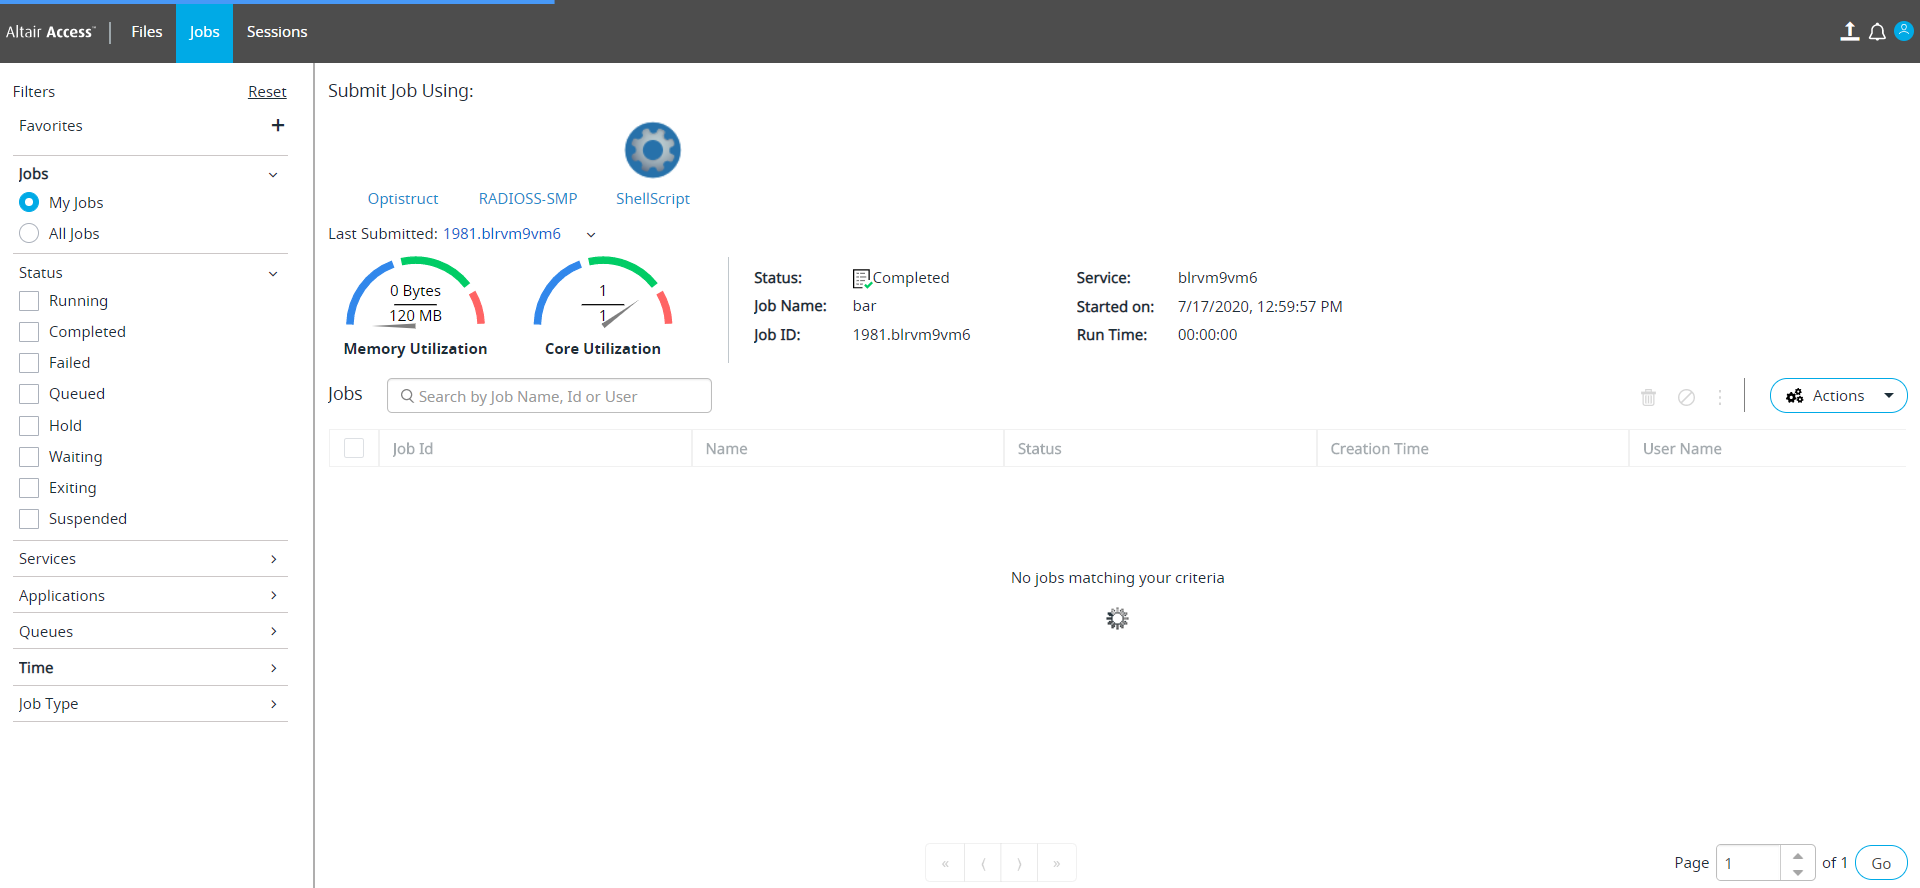 Altair Access™ Files Jobs Sessions
Filters Reset
Favorites
Jobs
My Jobs
All Jobs
Status
Running
Completed
Failed
Queued
Hold
Waiting
Exiting
Suspended
Services
Applications
Queues
Time
Job Type
Submit Job Using:
Optistruct RADIOSS-SMP ShellScript
Last Submitted: 1981.blrvm9vm6
0 Bytes
120 MB
Memory Utilization
1
1
Core Utilization
Status: Completed
Job Name: bar
Job ID: 1981.blrvm9vm6
Service: blrvm9vm6
Started on: 7/17/2020, 12:59:57 PM
Run Time: 00:00:00
Jobs Search by Job Name, Id or User Actions
Job Id Name Status Creation Time User Name
No jobs matching your criteria
« ⟨ ⟩ » Page 1 of 1 Go